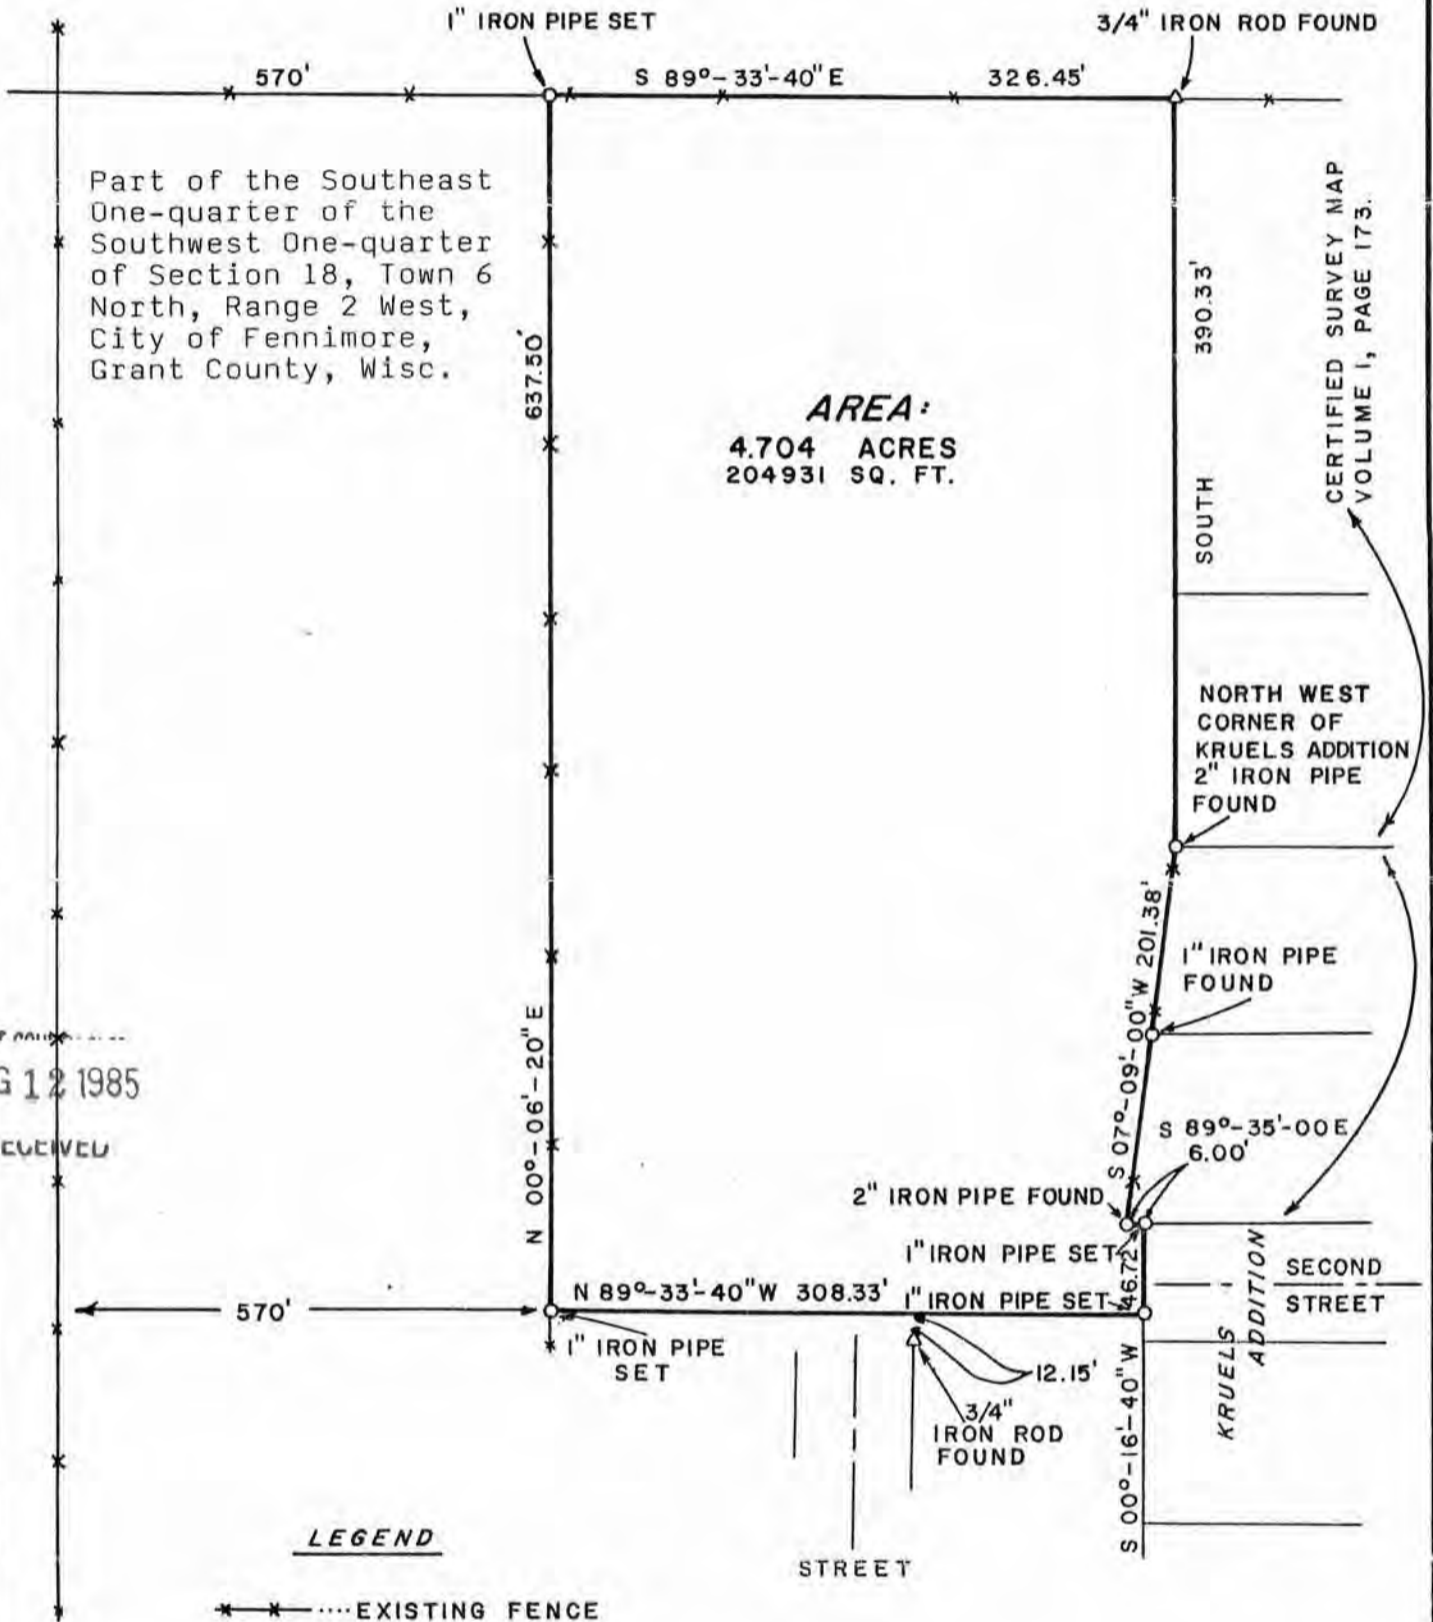 1" IRON PIPE SET
3/4" IRON ROD FOUND
570'
S 89°-33'-40" E 326.45'
Part of the Southeast
One-quarter of the
Southwest One-quarter
of Section 18, Town 6
North, Range 2 West,
City of Fennimore,
Grant County, Wisc.
637.50'
N 00°-06'-20" E
AREA:
4.704 ACRES
204931 SQ. FT.
SOUTH 390.33'
CERTIFIED SURVEY MAP
VOLUME 1, PAGE 173.
NORTH WEST
CORNER OF
KRUELS ADDITION
2" IRON PIPE
FOUND
S 07°-09'-00" W 201.38'
1" IRON PIPE
FOUND
12 1985
S 89°-35'-00 E
6.00'
2" IRON PIPE FOUND
1" IRON PIPE SET
46.72'
SECOND
STREET
KRUELS
ADDITION
570'
N 89°-33'-40" W 308.33'
1" IRON PIPE SET
1" IRON PIPE
SET
12.15'
3/4"
IRON ROD
FOUND
S 00°-16'-40" W
STREET
LEGEND
····EXISTING FENCE